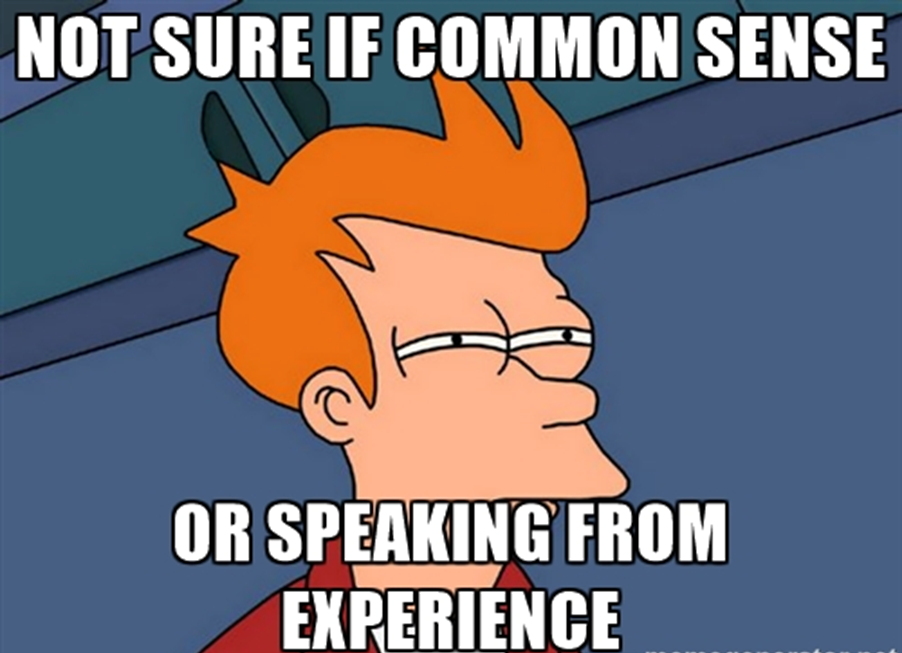 NOT SURE IF COMMON SENSE
OR SPEAKING FROM
EXPERIENCE